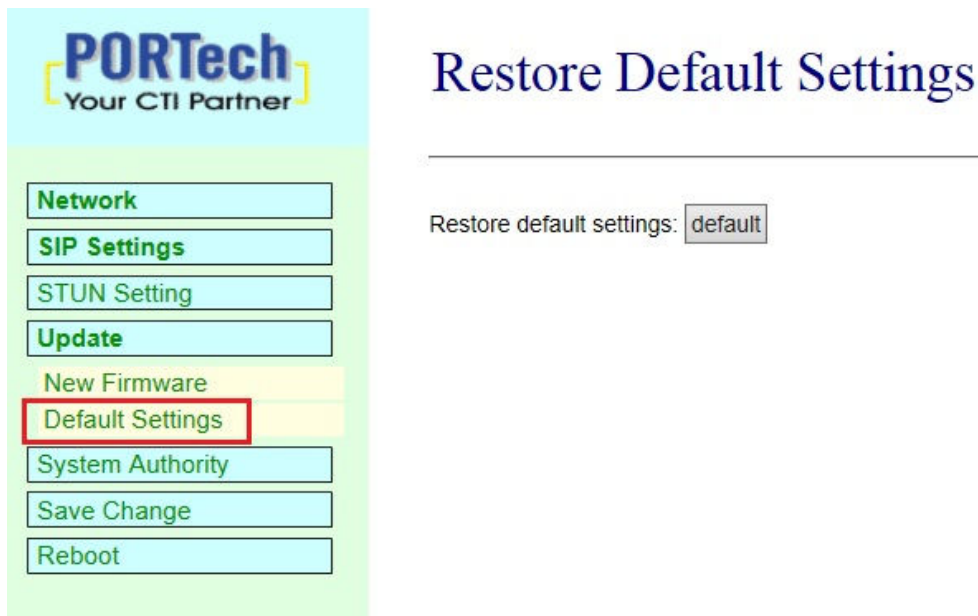 PORTech
Your CTI Partner
Network
SIP Settings
STUN Setting
Update
New Firmware
Default Settings
System Authority
Save Change
Reboot
Restore Default Settings
Restore default settings: default